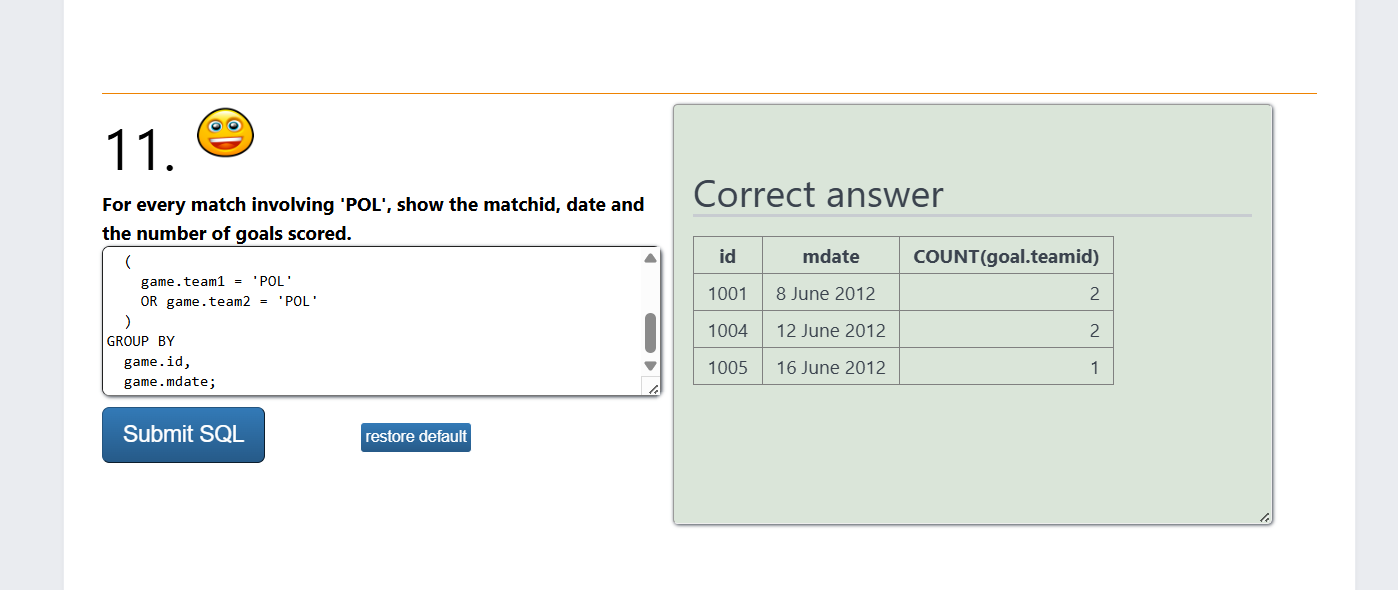 11.
For every match involving 'POL', show the matchid, date and
the number of goals scored.
(
game.team1 = 'POL'
OR game.team2 = 'POL'
)
GROUP BY
game.id,
game.mdate;
Submit SQL
restore default
Correct answer
id mdate COUNT(goal.teamid)
1001 8 June 2012 2
1004 12 June 2012 2
1005 16 June 2012 1